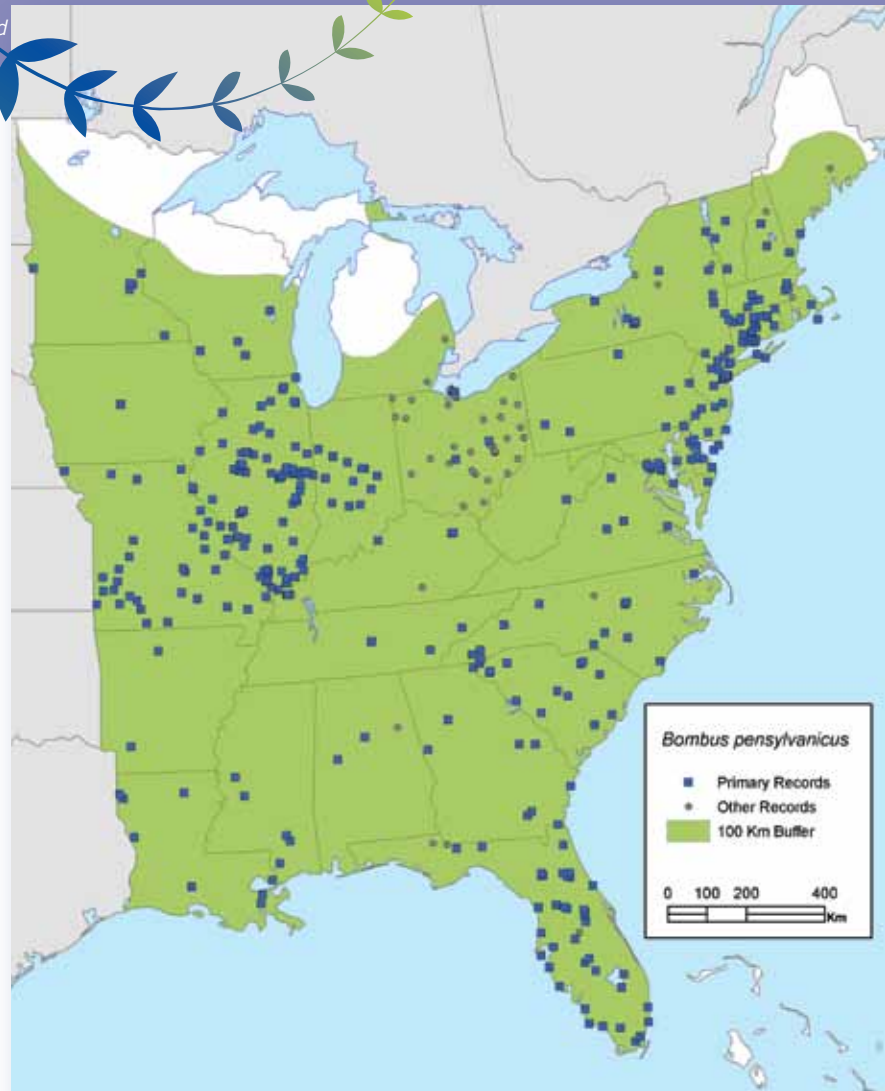 d
Bombus pensylvanicus
Primary Records
Other Records
100 Km Buffer
0 100 200 400
Km